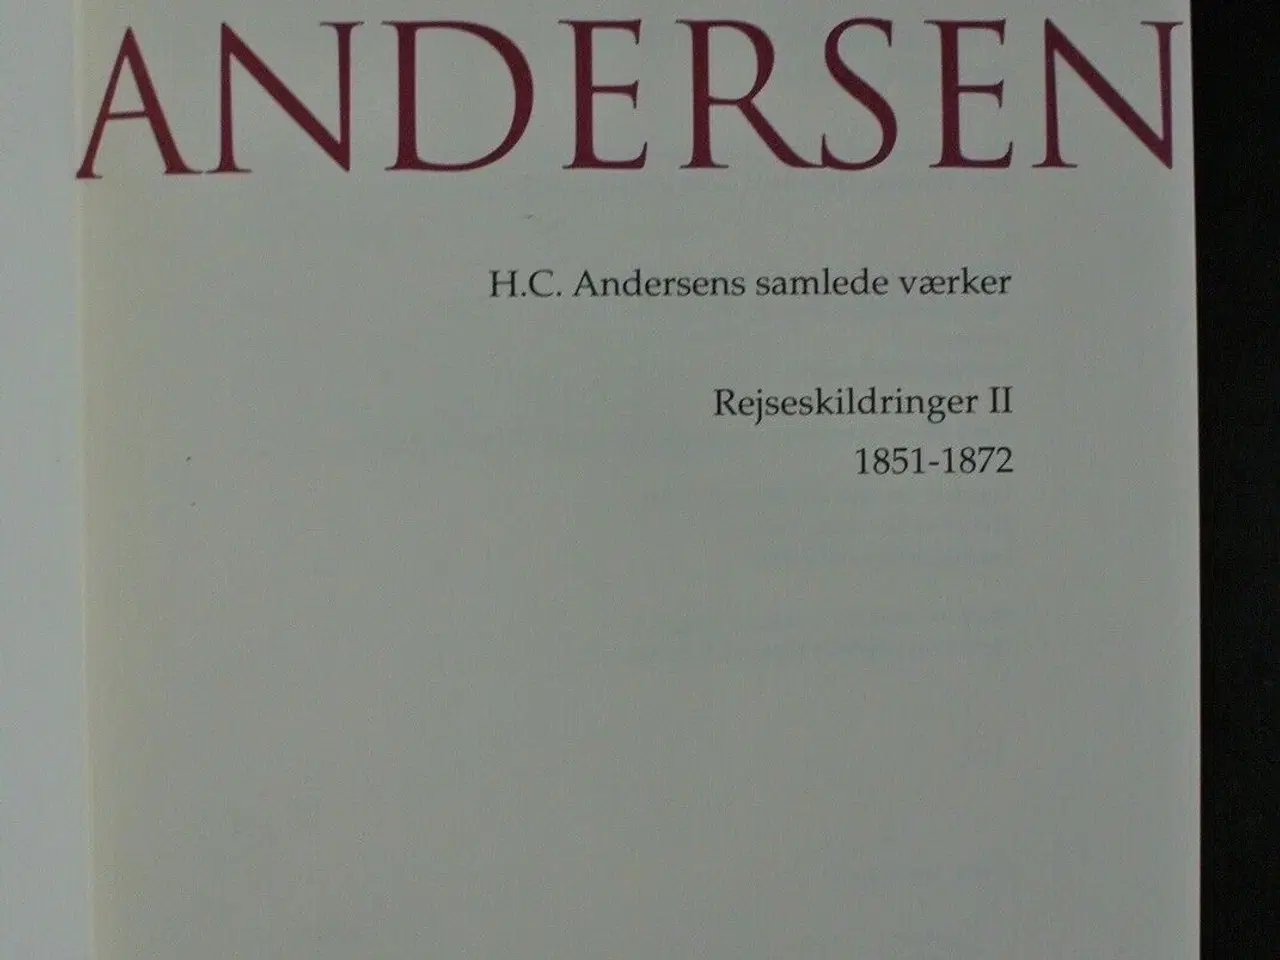 ANDERSEN
H.C. Andersens samlede værker
Rejseskildringer II
1851-1872